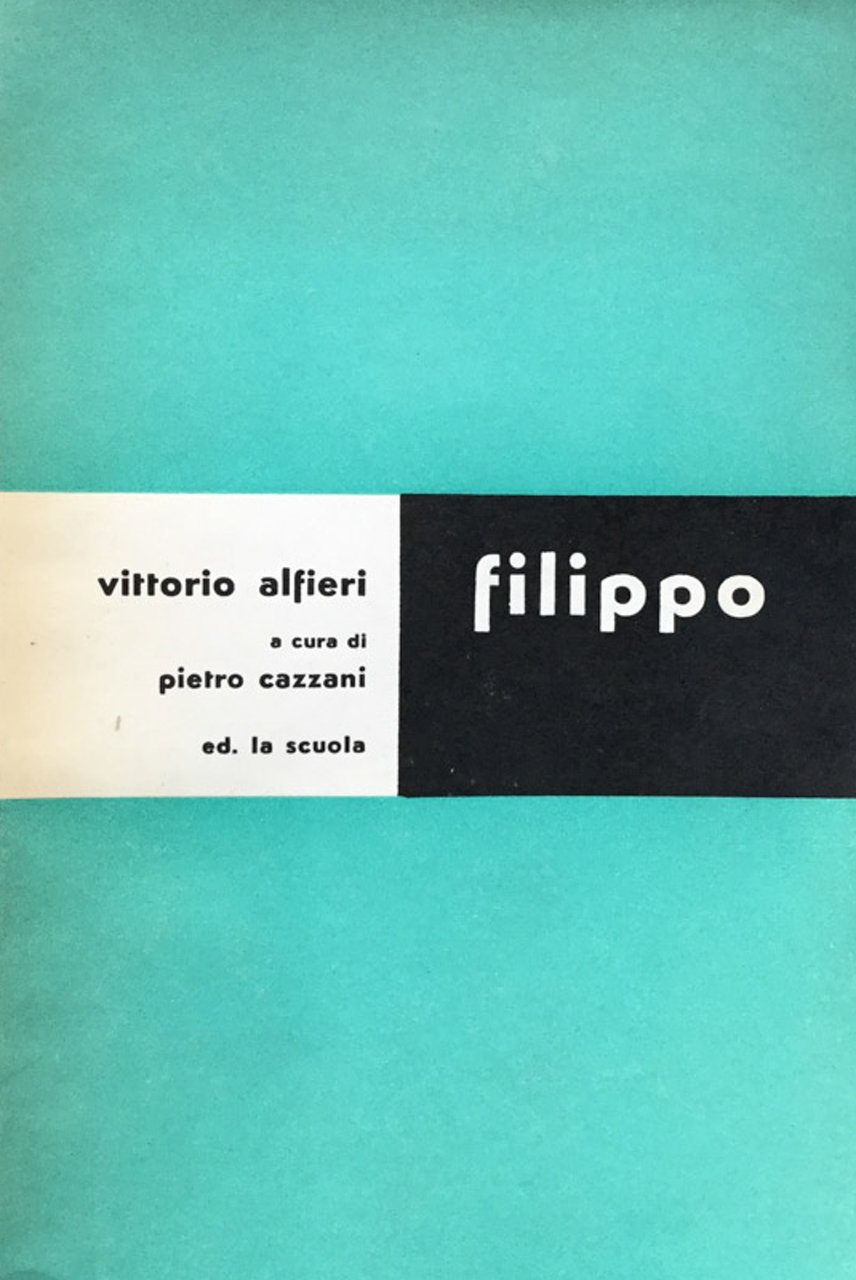 vittorio alfieri
a cura di
pietro cazzani
ed. la scuola
filippo